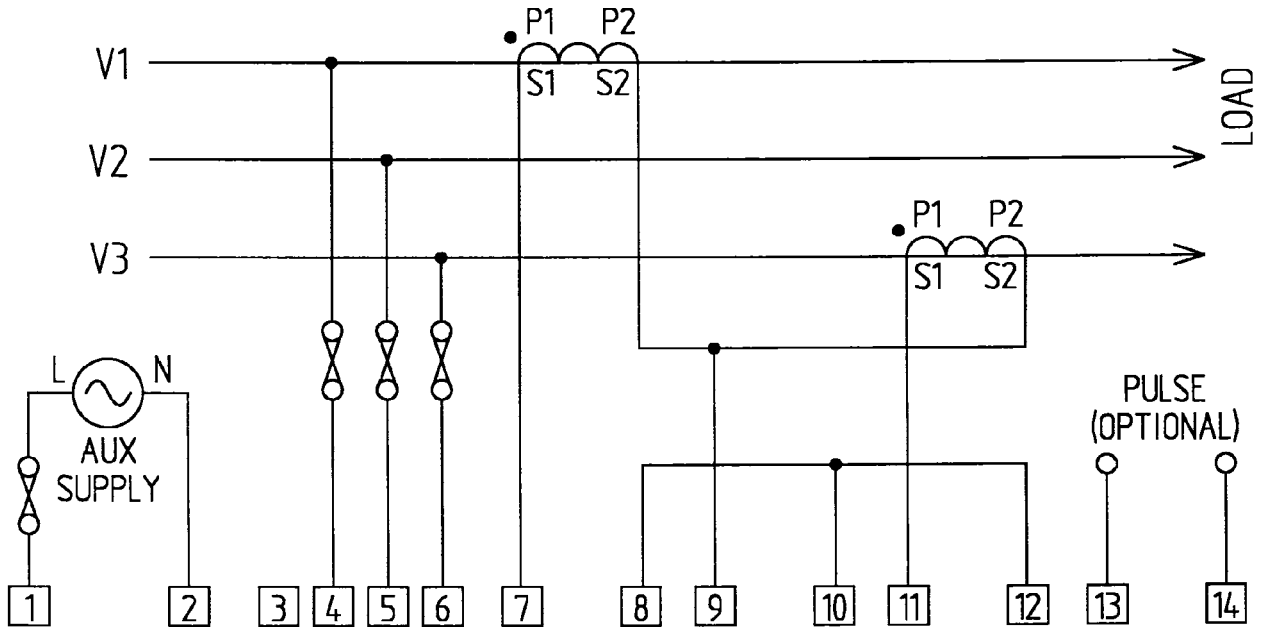 P1 P2
V1
S1 S2
LOAD
V2
P1 P2
V3
S1 S2
L N
AUX
SUPPLY
PULSE
(OPTIONAL)
1 2 3 4 5 6 7 8 9 10 11 12 13 14